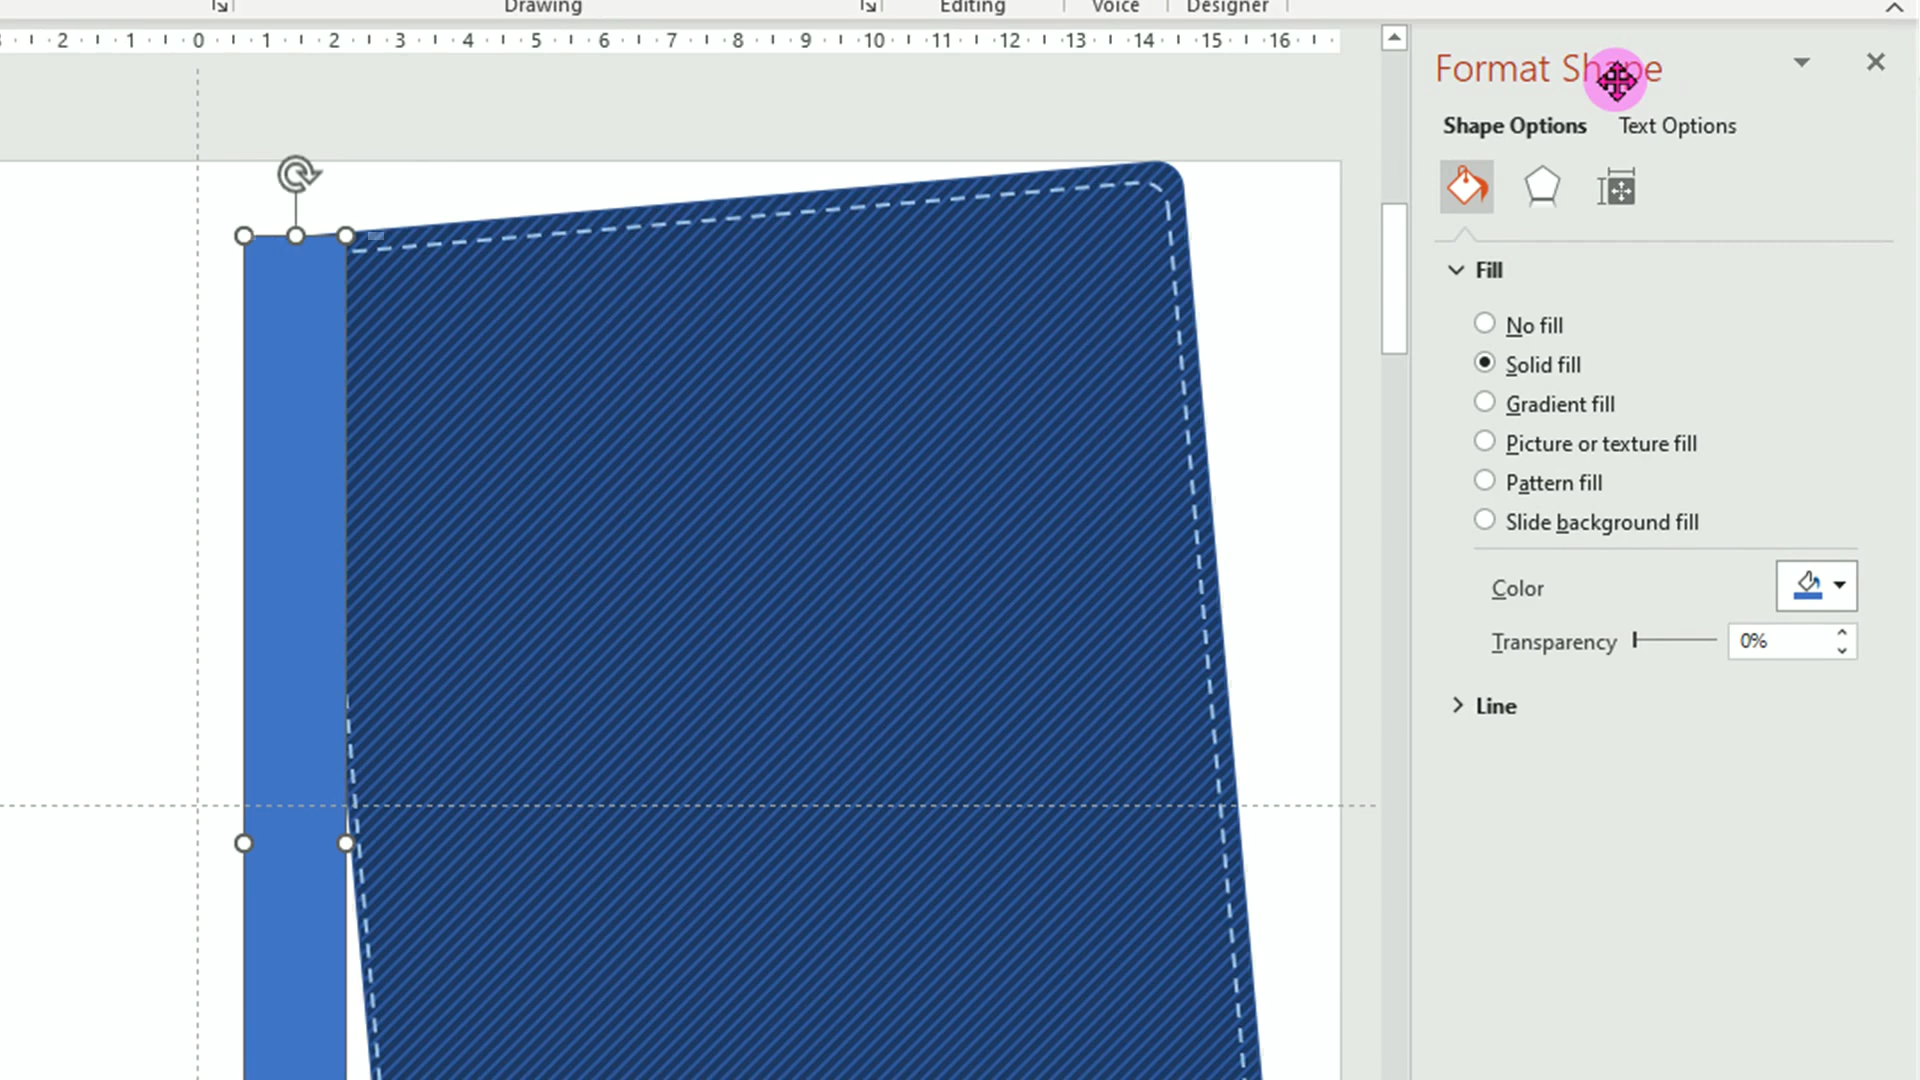 Drawing Editing Voice Designer
2 1 0 1 2 3 4 5 6 7 8 9 10 11 12 13 14 15 16
Format Shape
Shape Options Text Options
Fill
No fill
Solid fill
Gradient fill
Picture or texture fill
Pattern fill
Slide background fill
Color
Transparency 0%
Line